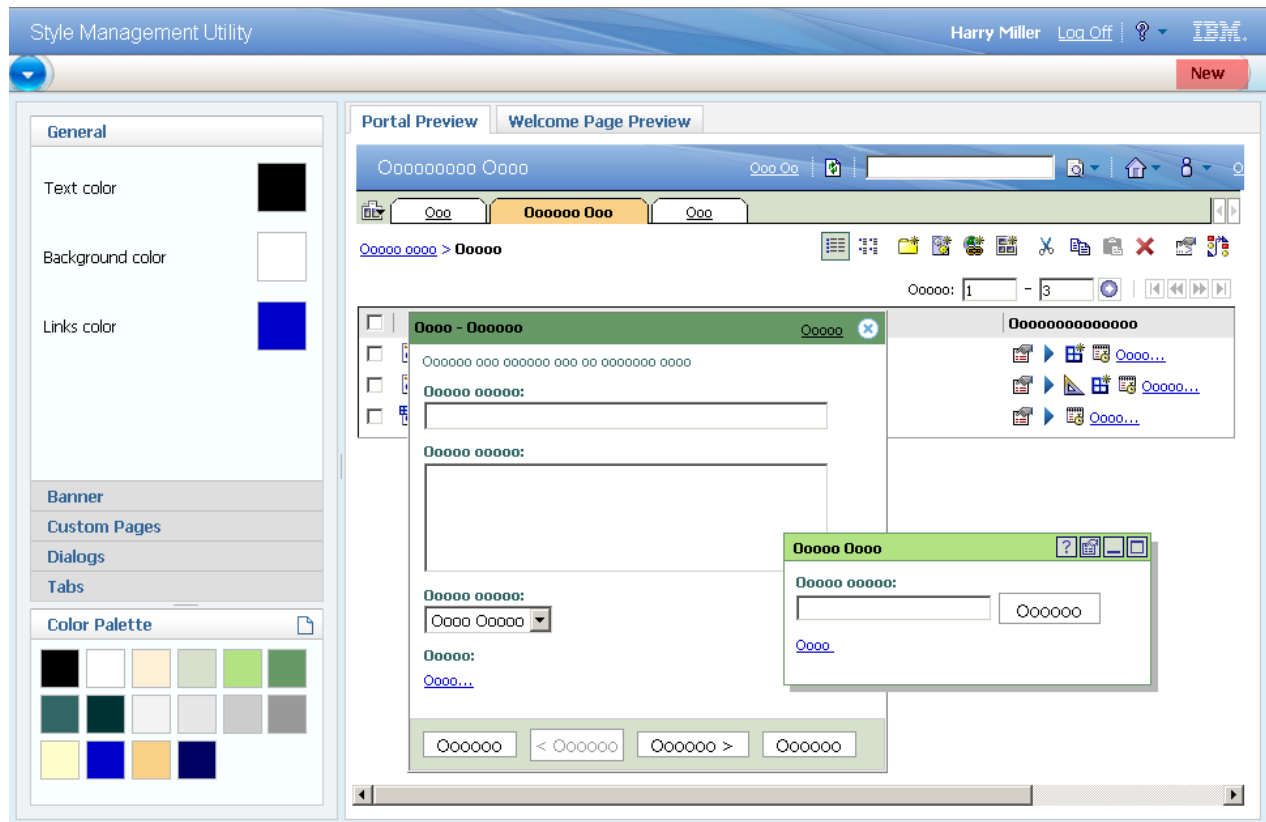 Style Management Utility
Harry Miller Log Off ? IBM.
New
General
Text color
Background color
Links color
Banner
Custom Pages
Dialogs
Tabs
Color Palette
Portal Preview Welcome Page Preview
Ooooooooo Oooo Ooo Oo O
Ooo Oooooo Ooo Ooo
Ooooo oooo > Ooooo
Ooooo: 1 - 3
Oooo - Oooooo Ooooo
Oooooooooooooo
Oooo...
Ooooo...
Oooo...
Oooooo ooo oooooo ooo oo ooooooo oooo
Ooooo ooooo:
Ooooo ooooo:
Ooooo ooooo:
Oooo Ooooo
Ooooo:
Oooo...
Oooooo < Oooooo Oooooo > Oooooo
Ooooo Oooo ?
Ooooo ooooo:
Oooooo
Oooo